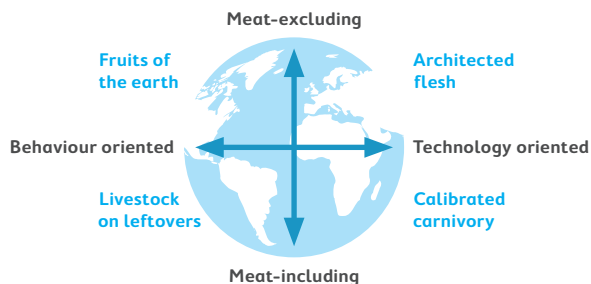 Meat-excluding
Fruits of
the earth
Architected
flesh
Behaviour oriented
Technology oriented
Livestock
on leftovers
Calibrated
carnivory
Meat-including